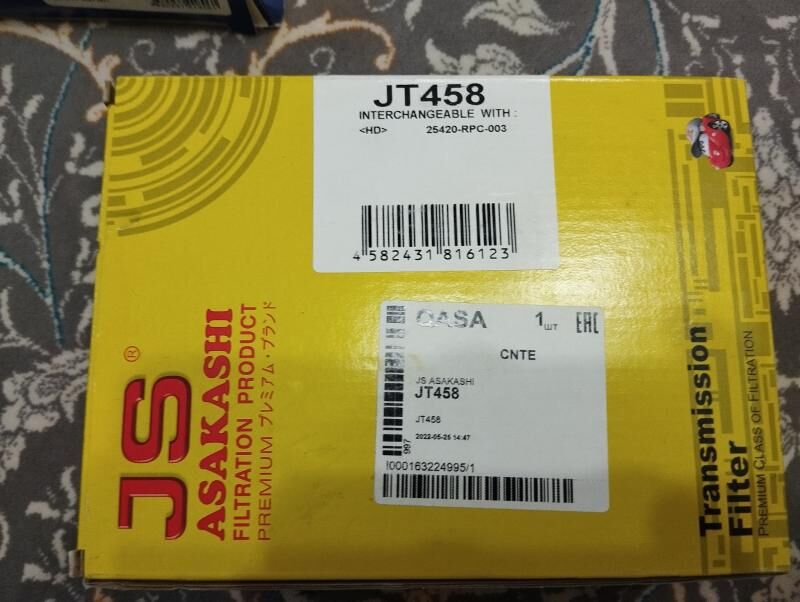 JT458
INTERCHANGEABLE WITH :
<HD> 25420-RPC-003
4 582431 816123
JS®
ASAKASHI
FILTRATION PRODUCT
PREMIUM プレミアム・ブランド
1шт EAC
CNTE
JS ASAKASHI
JT458
JT458
2022-05-25 14:47
997
!000163224995/1
Transmission
Filter
PREMIUM CLASS OF FILTRATION